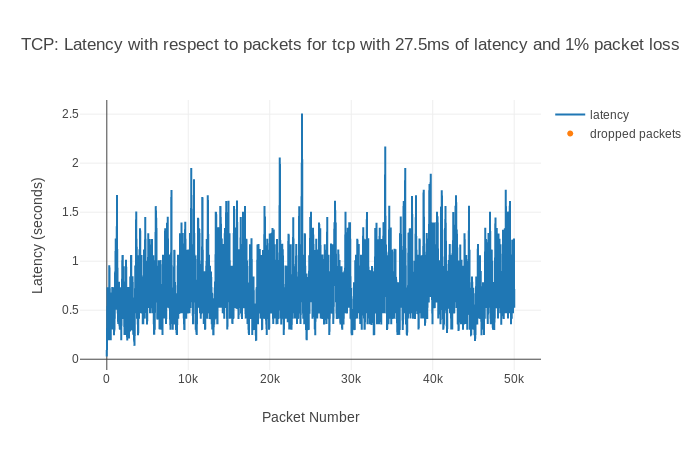 TCP: Latency with respect to packets for tcp with 27.5ms of latency and 1% packet loss
2.5
2
1.5
1
0.5
0
Latency (seconds)
0
10k
20k
30k
40k
50k
Packet Number
latency
dropped packets